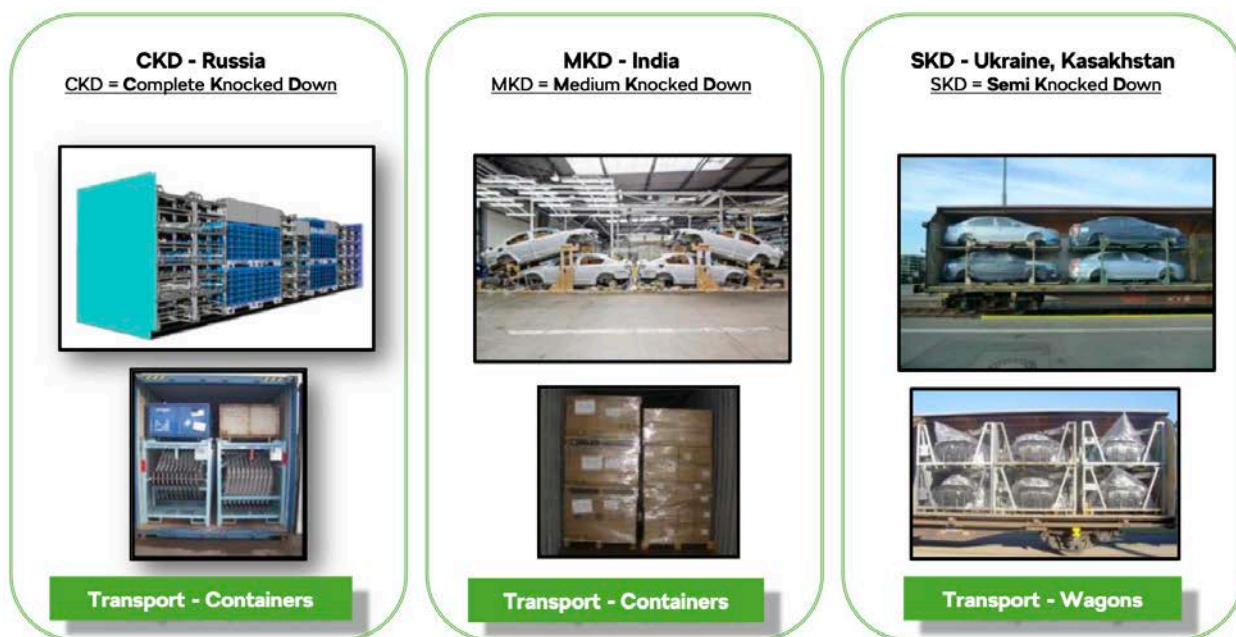 CKD - Russia
CKD = Complete Knocked Down
Transport - Containers
MKD - India
MKD = Medium Knocked Down
Transport - Containers
SKD - Ukraine, Kasakhstan
SKD = Semi Knocked Down
Transport - Wagons